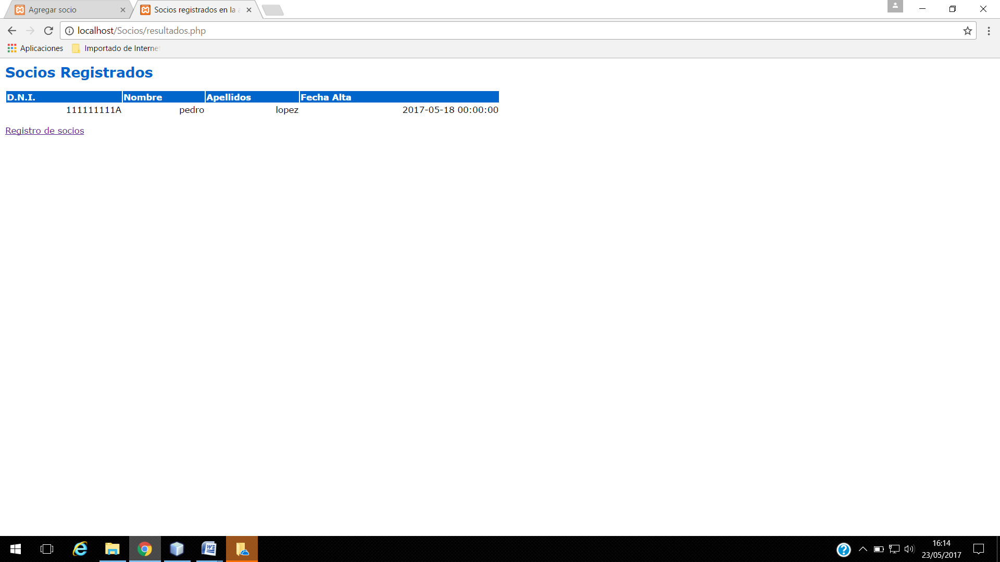 Agregar socio
Socios registrados en la
localhost/Socios/resultados.php
Aplicaciones
Importado de Interne
Socios Registrados
D.N.I. Nombre Apellidos Fecha Alta
111111111A pedro lopez 2017-05-18 00:00:00
Registro de socios
16:14
23/05/2017